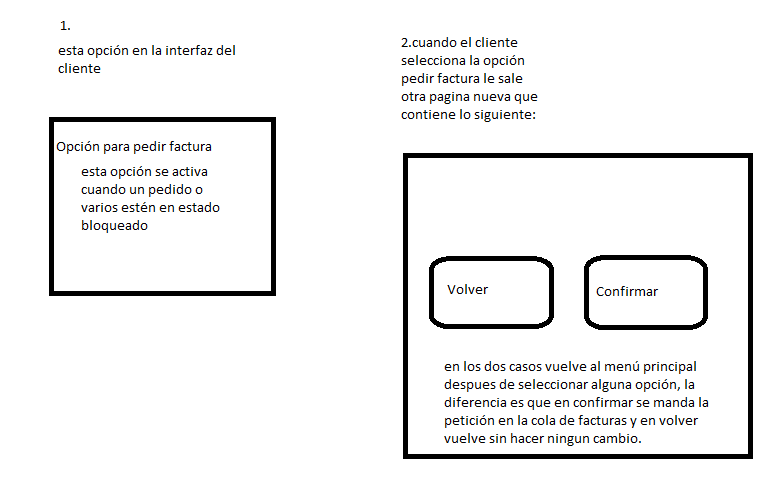 1.
esta opción en la interfaz del
cliente
Opción para pedir factura
esta opción se activa
cuando un pedido o
varios estén en estado
bloqueado
2.cuando el cliente
selecciona la opción
pedir factura le sale
otra pagina nueva que
contiene lo siguiente:
Volver
Confirmar
en los dos casos vuelve al menú principal
despues de seleccionar alguna opción, la
diferencia es que en confirmar se manda la
petición en la cola de facturas y en volver
vuelve sin hacer ningun cambio.